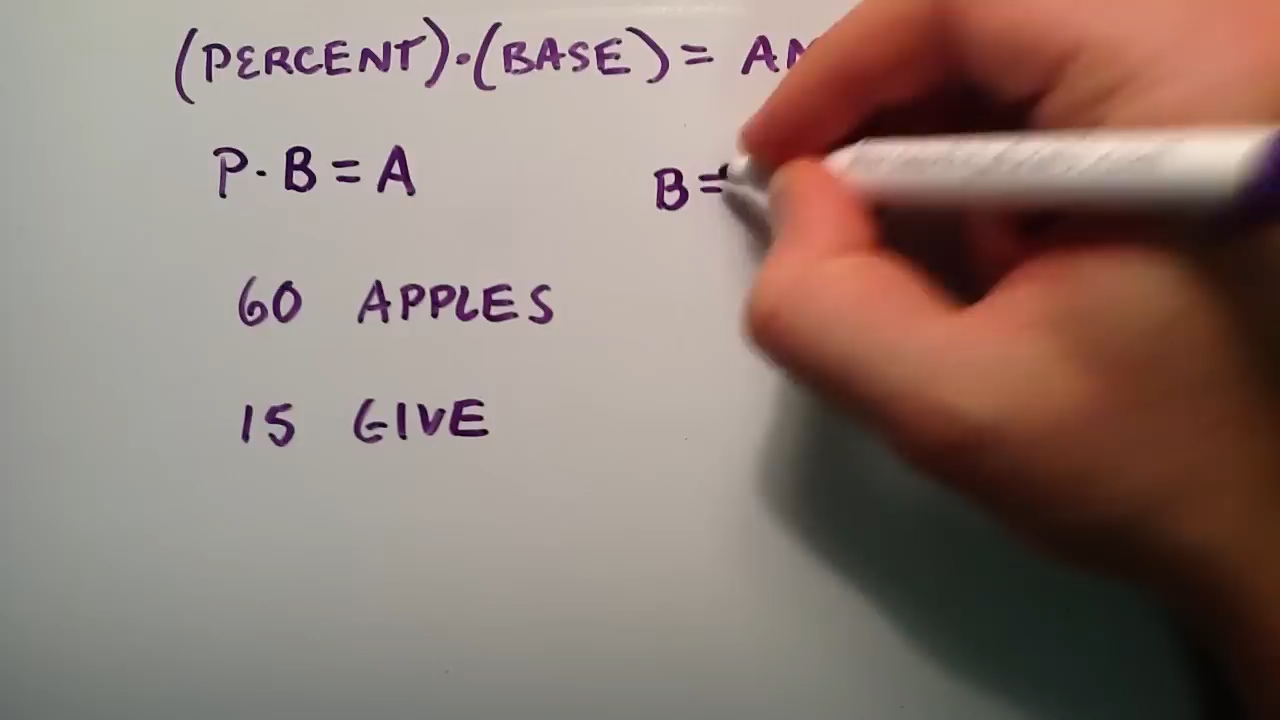 (PERCENT)·(BASE) = 
P·B = A
B =
60 APPLES
15 GIVE